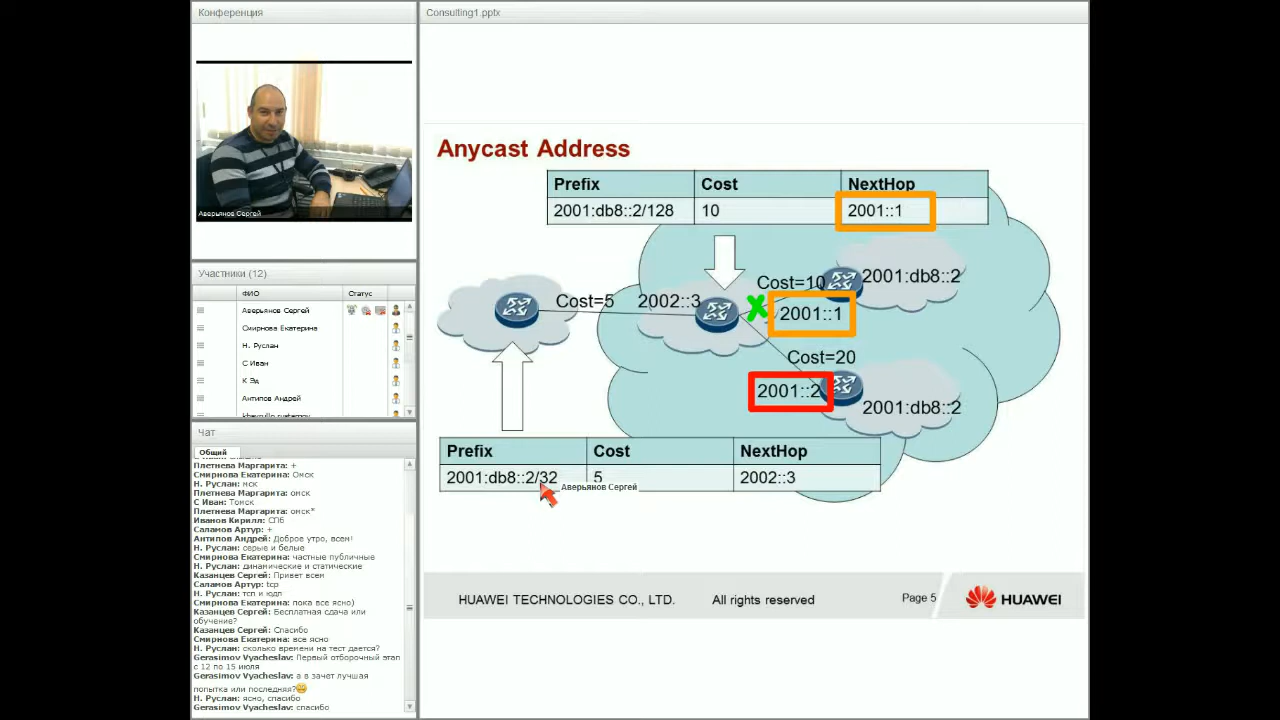 Конференция
Аверьянов Сергей
Участники (12)
ФИО Статус
Аверьянов Сергей
Смирнова Екатерина
Н. Руслан
С Иван
К Эд
Антипов Андрей
Чат
Общий
Плетнева Маргарита: +
Смирнова Екатерина: Омск
Н. Руслан: мск
Плетнева Маргарита: омск
С Иван: Томск
Плетнева Маргарита: омск*
Иванов Кирилл: СПб
Саламов Артур: +
Антипов Андрей: Доброе утро, всем!
Н. Руслан: серые и белые
Смирнова Екатерина: частные публичные
Н. Руслан: динамические и статические
Казанцев Сергей: Привет всем
Саламов Артур: tcp
Н. Руслан: тсп и юдп
Смирнова Екатерина: пока все ясно)
Казанцев Сергей: Бесплатная сдача или
обучение?
Казанцев Сергей: Спасибо
Смирнова Екатерина: все ясно
Н. Руслан: сколько времени на тест дается?
Gerasimov Vyacheslav: Первый отборочный этап
с 12 по 15 июля
Gerasimov Vyacheslav: а в зачет лучшая
попытка или последняя?
Н. Руслан: ясно, спасибо
Gerasimov Vyacheslav: спасибо
Consulting1.pptx
Anycast Address
Prefix Cost NextHop
2001:db8::2/128 10 2001::1
Cost=10 2001:db8::2
Cost=5 2002::3
2001::1
Cost=20
2001::2
2001:db8::2
Prefix Cost NextHop
2001:db8::2/32 5 2002::3
Аверьянов Сергей
HUAWEI TECHNOLOGIES CO., LTD. All rights reserved Page 5 HUAWEI